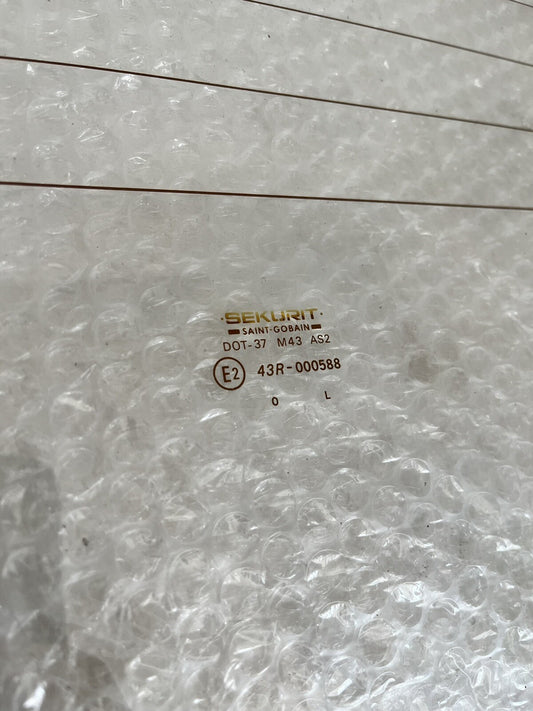 ·SEKURIT·
SAINT-GOBAIN
DOT-37 M43 AS2
E2 43R-000588
0 L